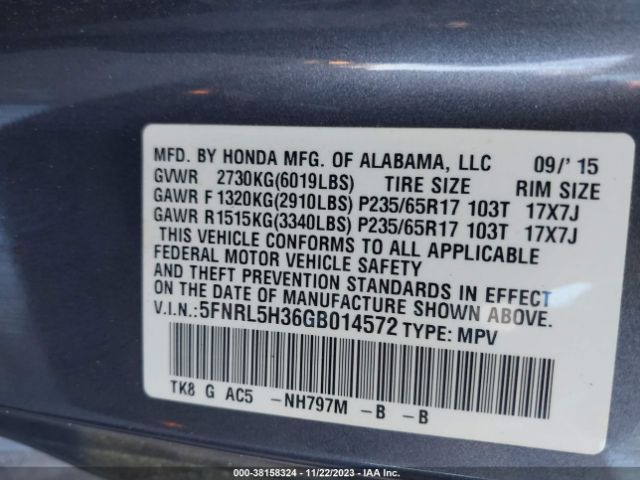 MFD. BY HONDA MFG. OF ALABAMA, LLC 09/' 15
GVWR 2730KG(6019LBS) TIRE SIZE RIM SIZE
GAWR F 1320KG(2910LBS) P235/65R17 103T 17X7J
GAWR R1515KG(3340LBS) P235/65R17 103T 17X7J
THIS VEHICLE CONFORMS TO ALL APPLICABLE
FEDERAL MOTOR VEHICLE SAFETY
AND THEFT PREVENTION STANDARDS IN EFFECT
ON THE DATE OF MANUFACTURE SHOWN ABOVE.
V.I.N.:5FNRL5H36GB014572 TYPE: MPV
TK8 G AC5 -NH797M -B -B
000-38158324 - 11/22/2023 - IAA Inc.